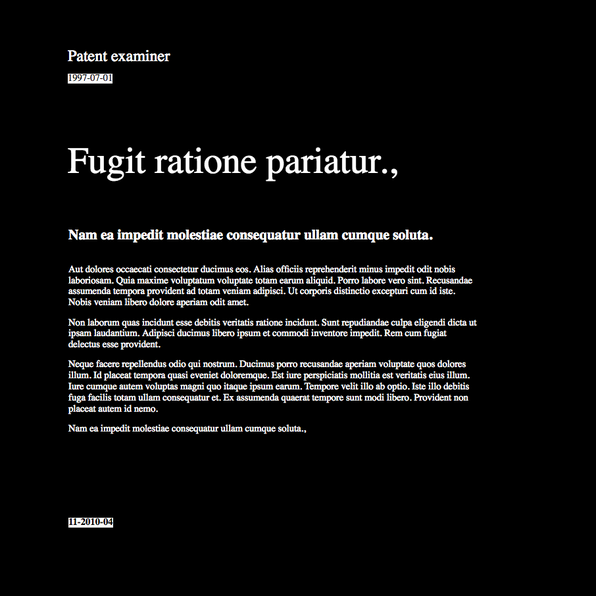 Patent examiner
1997-07-01
Fugit ratione pariatur.,
Nam ea impedit molestiae consequatur ullam cumque soluta.
Aut dolores occaecati consectetur ducimus eos. Alias officiis reprehenderit minus impedit odit nobis
laboriosam. Quia maxime voluptatum voluptate totam earum aliquid. Porro labore vero sint. Recusandae
assumenda tempora provident ad totam veniam adipisci. Ut corporis distinctio excepturi cum id iste.
Nobis veniam libero dolore aperiam odit amet.
Non laborum quas incidunt esse debitis veritatis ratione incidunt. Sunt repudiandae culpa eligendi dicta ut
ipsam laudantium. Adipisci ducimus libero ipsum et commodi inventore impedit. Rem cum fugiat
delectus esse provident.
Neque facere repellendus odio qui nostrum. Ducimus porro recusandae aperiam voluptate quos dolores
illum. Id placeat tempora quasi eveniet doloremque. Est iure perspiciatis mollitia est veritatis eius illum.
Iure cumque autem voluptas magni quo itaque ipsum earum. Tempore velit illo ab optio. Iste illo debitis
fuga facilis totam ullam consequatur et. Ex assumenda quaerat tempore sunt modi libero. Provident non
placeat autem id nemo.
Nam ea impedit molestiae consequatur ullam cumque soluta.,
11-2010-04